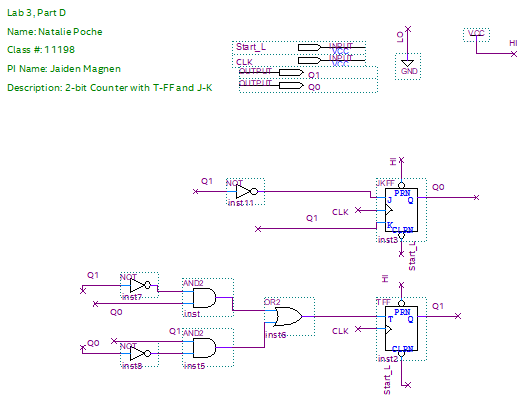 Lab 3, Part D
Name: Natalie Poche
Class #: 11198
PI Name: Jaiden Magnen
Description: 2-bit Counter with T-FF and J-K
Start_L
INPUT
VCC
CLK
INPUT
VCC
OUTPUT
Q1
OUTPUT
Q0
LO
GND
VCC
HI
Q1
NOT
inst11
HI
JKFF
PRN
J
Q
Q0
CLK
Q1
K
CLRN
inst3
Start_L
Q1
NOT
inst7
Q0
AND2
inst
Q1
Q0
NOT
inst8
AND2
inst5
OR2
inst6
HI
TFF
PRN
T
Q
Q1
CLK
CLRN
inst2
Start_L